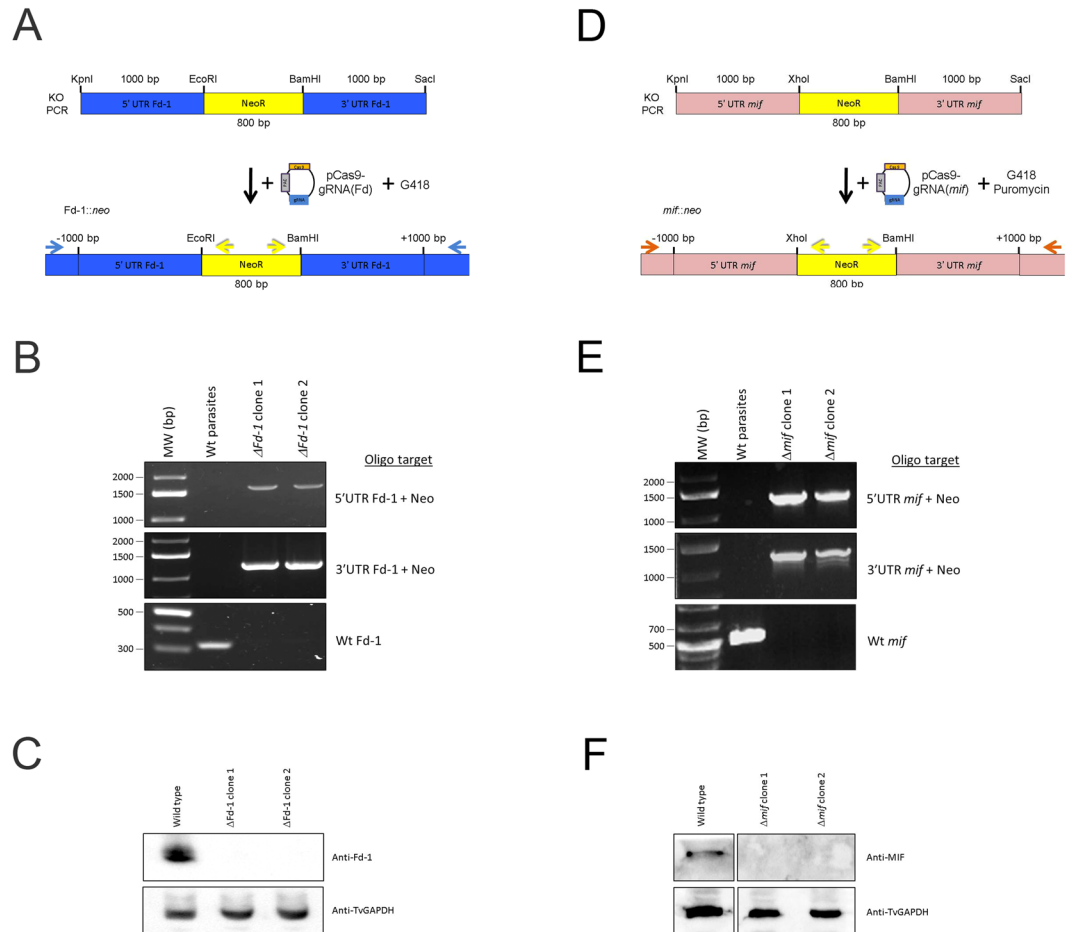 A
KpnI 1000 bp EcoRI BamHI 1000 bp SacI
KO PCR
5' UTR Fd-1 NeoR 3' UTR Fd-1
800 bp
+ Cas9 PAC gRNA pCas9-gRNA(Fd) + G418
Fd-1::neo
-1000 bp EcoRI BamHI +1000 bp
5' UTR Fd-1 NeoR 3' UTR Fd-1
800 bp
B
MW (bp) Wt parasites ΔFd-1 clone 1 ΔFd-1 clone 2
Oligo target
2000
1500
1000
5'UTR Fd-1 + Neo
2000
1500
1000
3'UTR Fd-1 + Neo
500
300
Wt Fd-1
C
Wild type ΔFd-1 clone 1 ΔFd-1 clone 2
Anti-Fd-1
Anti-TvGAPDH
D
KpnI 1000 bp XhoI BamHI 1000 bp SacI
KO PCR
5' UTR mif NeoR 3' UTR mif
800 bp
+ Cas9 PAC gRNA pCas9-gRNA(mif) + G418 Puromycin
mif::neo
-1000 bp XhoI BamHI +1000 bp
5' UTR mif NeoR 3' UTR mif
800 bp
E
MW (bp) Wt parasites Δmif clone 1 Δmif clone 2
Oligo target
2000
1500
1000
5'UTR mif + Neo
1500
1000
3'UTR mif + Neo
700
500
Wt mif
F
Wild type Δmif clone 1 Δmif clone 2
Anti-MIF
Anti-TvGAPDH